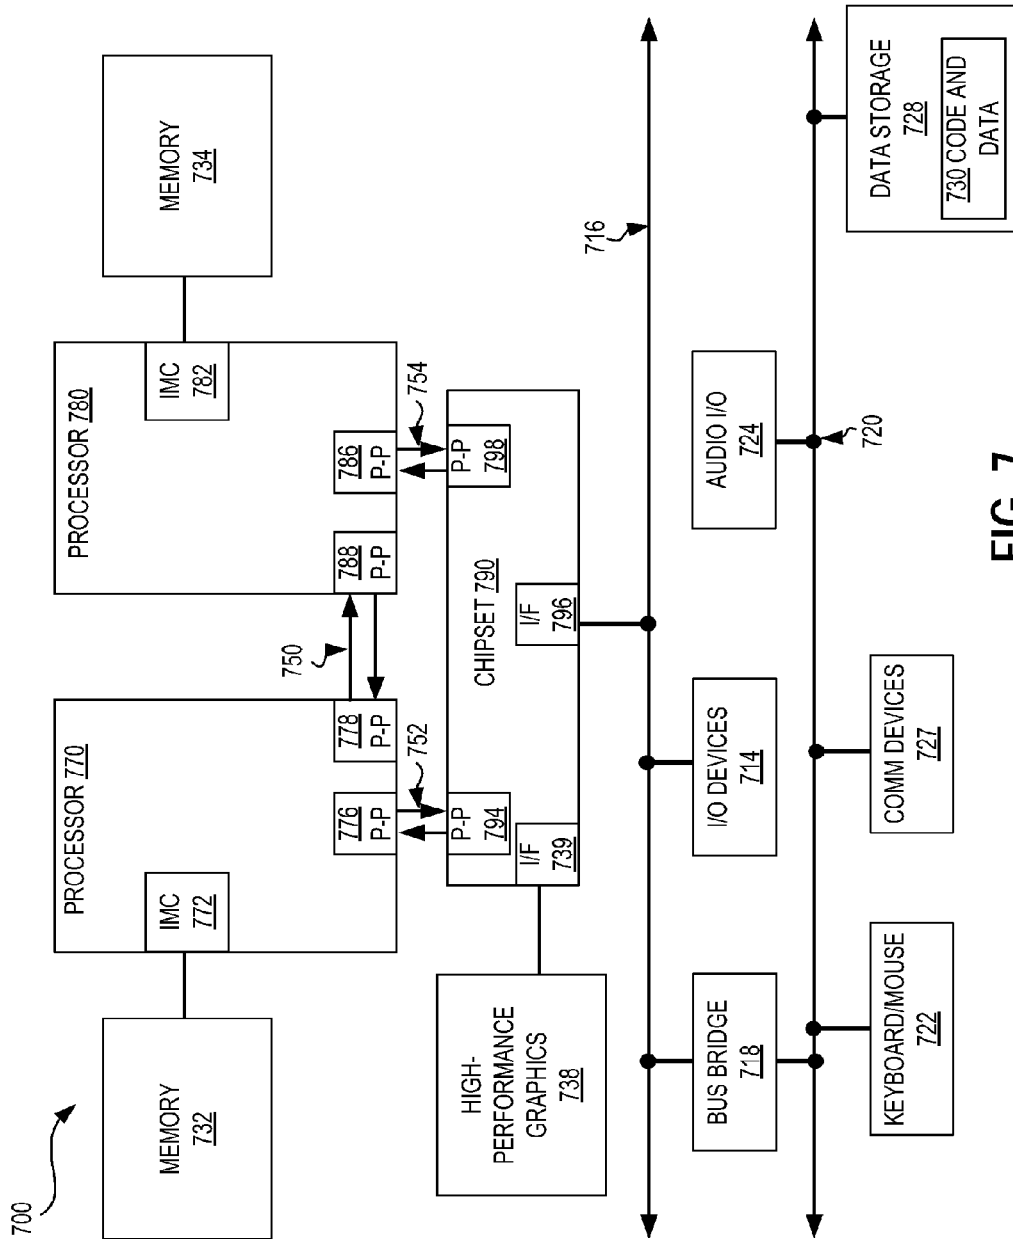 700
MEMORY
732
PROCESSOR 770
IMC
772
776
P-P
778
P-P
750
PROCESSOR 780
788
P-P
786
P-P
IMC
782
MEMORY
734
752
754
HIGH-
PERFORMANCE
GRAPHICS
738
P-P
794
I/F
739
CHIPSET 790
I/F
796
P-P
798
716
BUS BRIDGE
718
I/O DEVICES
714
AUDIO I/O
724
720
KEYBOARD/MOUSE
722
COMM DEVICES
727
DATA STORAGE
728
730 CODE AND
DATA
FIG. 7